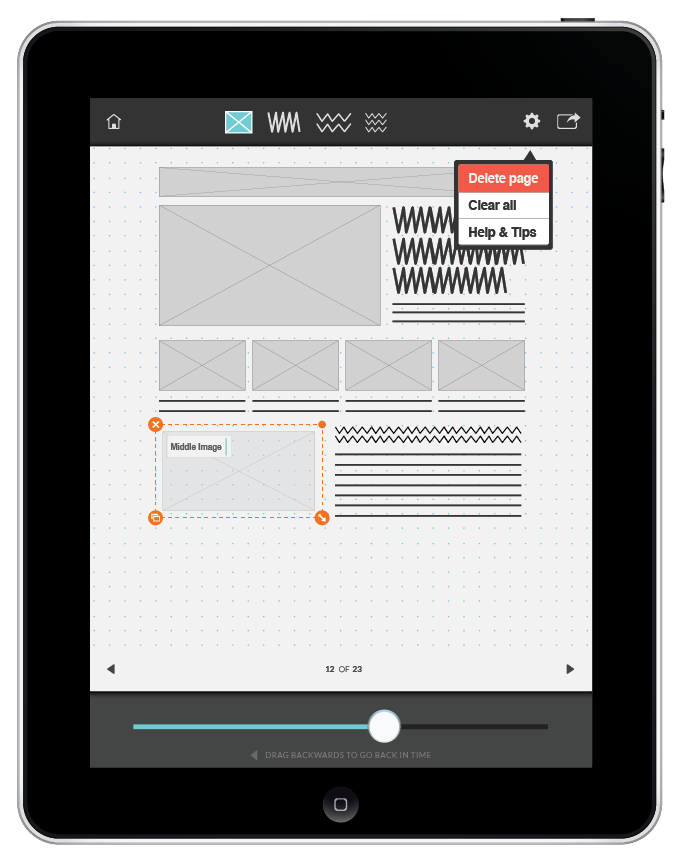 Delete page
Clear all
Help & Tips
Middle Image
12 OF 23
DRAG BACKWARDS TO GO BACK IN TIME